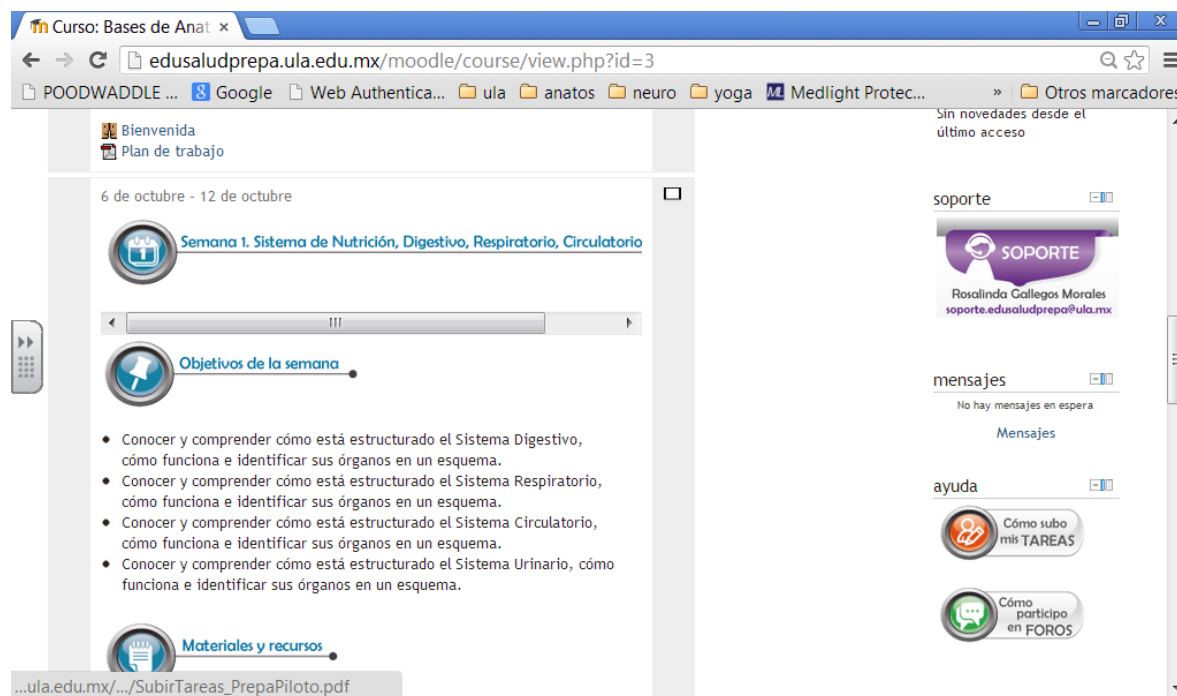 Curso: Bases de Anat
edusaludprepa.ula.edu.mx/moodle/course/view.php?id=3
POODWADDLE ... Google Web Authentica... ula anatos neuro yoga Medlight Protec... » Otros marcadores
Bienvenida
Plan de trabajo
6 de octubre - 12 de octubre
1
Semana 1. Sistema de Nutrición, Digestivo, Respiratorio, Circulatorio
Objetivos de la semana
• Conocer y comprender cómo está estructurado el Sistema Digestivo,
cómo funciona e identificar sus órganos en un esquema.
• Conocer y comprender cómo está estructurado el Sistema Respiratorio,
cómo funciona e identificar sus órganos en un esquema.
• Conocer y comprender cómo está estructurado el Sistema Circulatorio,
cómo funciona e identificar sus órganos en un esquema.
• Conocer y comprender cómo está estructurado el Sistema Urinario, cómo
funciona e identificar sus órganos en un esquema.
Materiales y recursos
Sin novedades desde el
último acceso
soporte
SOPORTE
Rosalinda Gallegos Morales
soporte.edusaludprepa@ula.mx
mensajes
No hay mensajes en espera
Mensajes
ayuda
Cómo subo
mis TAREAS
Cómo
participo
en FOROS
...ula.edu.mx/.../SubirTareas_PrepaPiloto.pdf